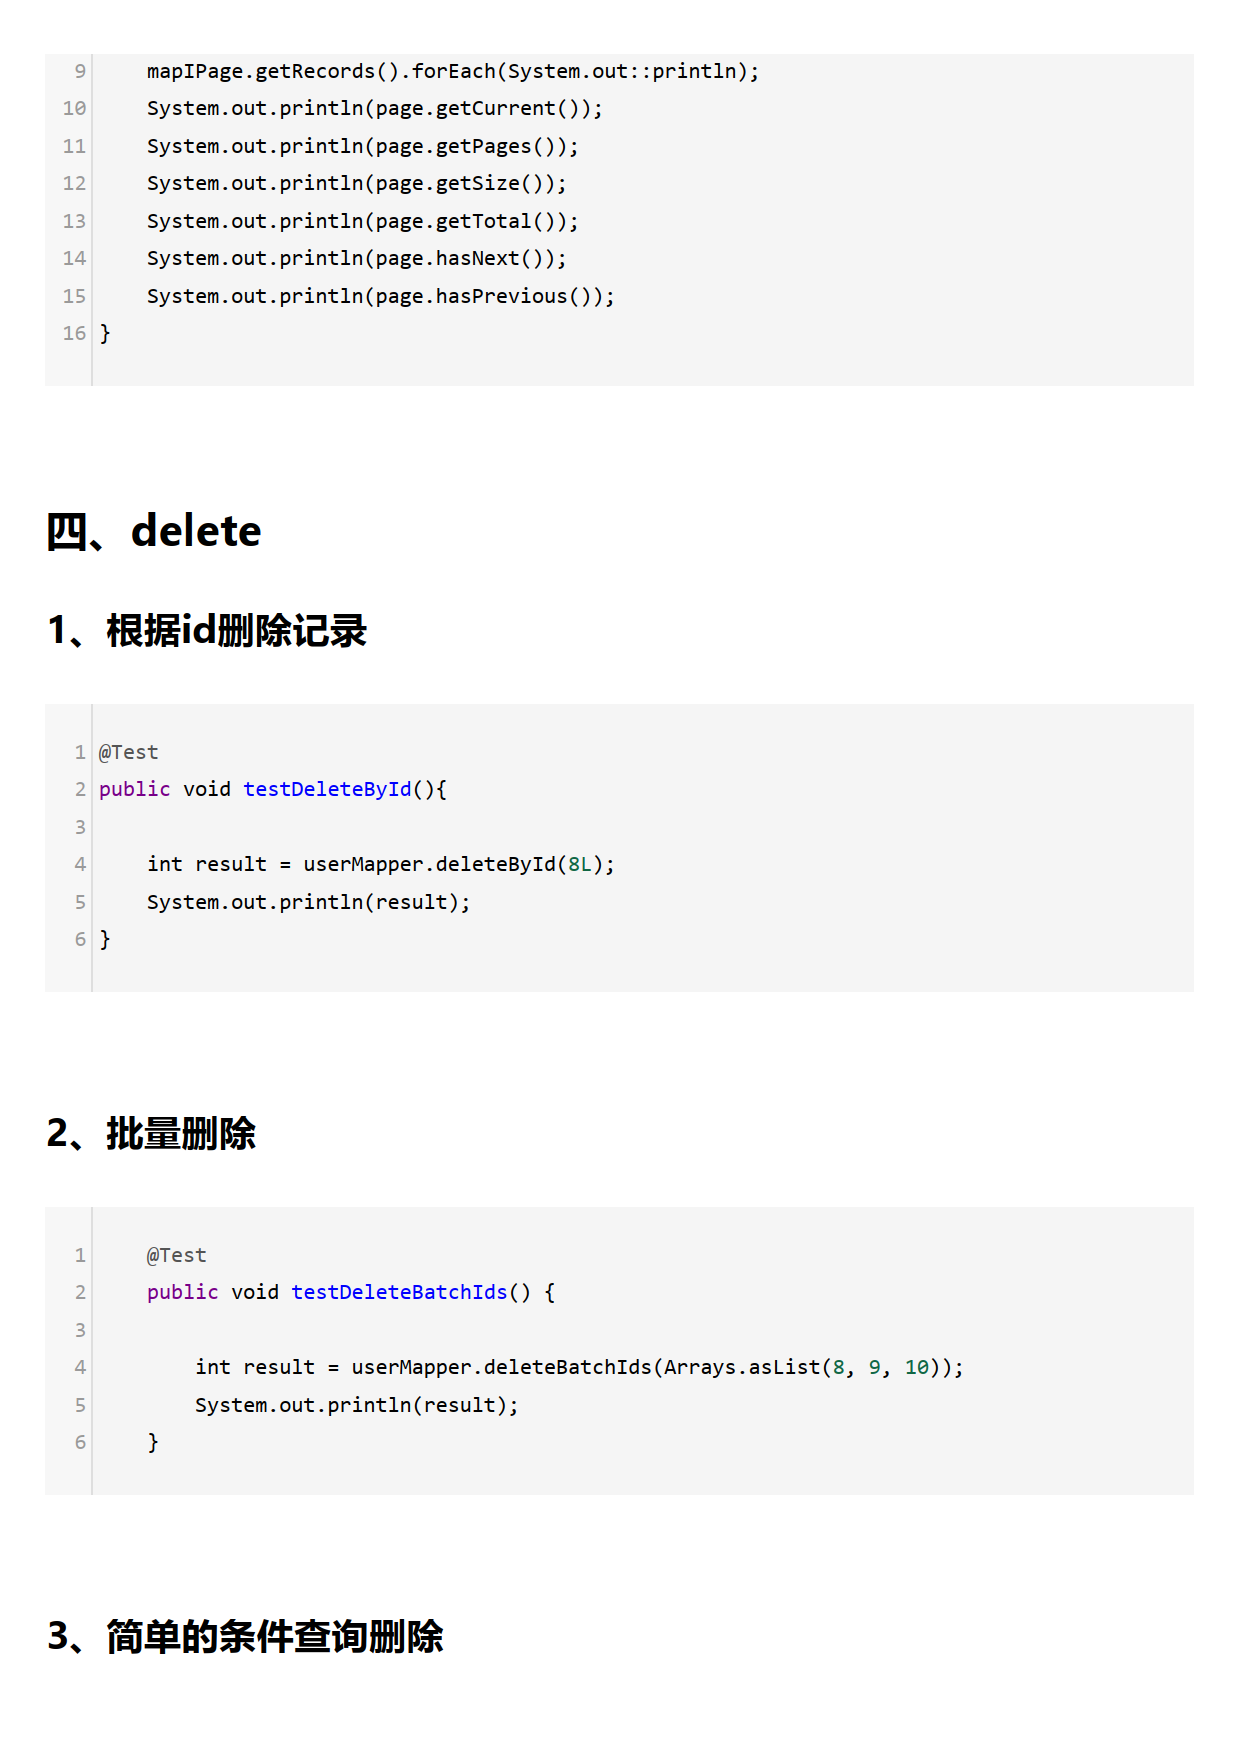 9     mapIPage.getRecords().forEach(System.out::println);
10     System.out.println(page.getCurrent());
11     System.out.println(page.getPages());
12     System.out.println(page.getSize());
13     System.out.println(page.getTotal());
14     System.out.println(page.hasNext());
15     System.out.println(page.hasPrevious());
16 }
四、delete
1、根据id删除记录
1 @Test
2 public void testDeleteById(){
3
4     int result = userMapper.deleteById(8L);
5     System.out.println(result);
6 }
2、批量删除
1     @Test
2     public void testDeleteBatchIds() {
3
4         int result = userMapper.deleteBatchIds(Arrays.asList(8, 9, 10));
5         System.out.println(result);
6     }
3、简单的条件查询删除